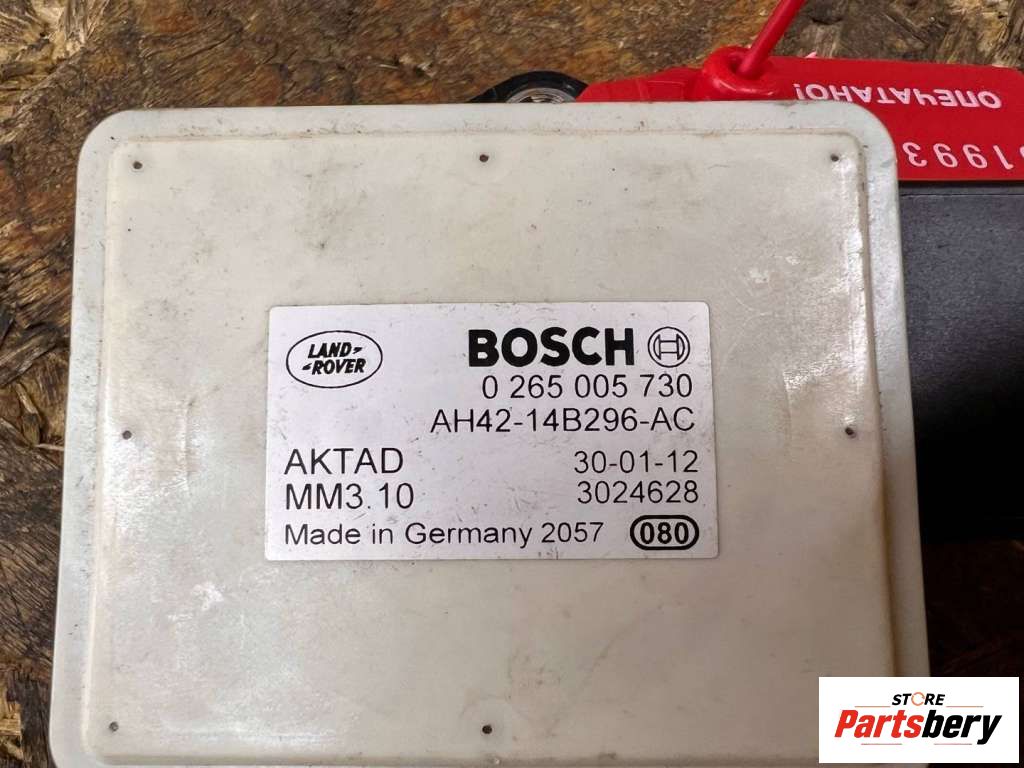 ОПЕЧАТАНО!
1993
LAND-
-ROVER
BOSCH
0 265 005 730
AH42-14B296-AC
AKTAD 30-01-12
MM3.10 3024628
Made in Germany 2057 080
STORE
Partsbery